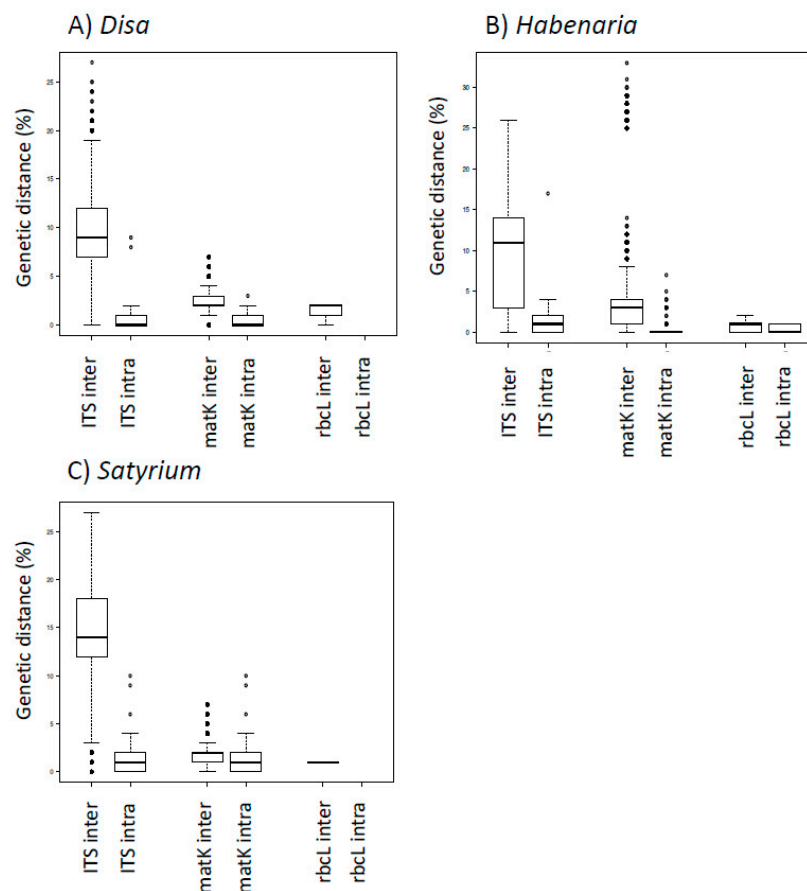 A) Disa
Genetic distance (%)
25
20
15
10
5
0
ITS inter
ITS intra
matK inter
matK intra
rbcL inter
rbcL intra
B) Habenaria
Genetic distance (%)
30
25
20
15
10
5
0
ITS inter
ITS intra
matK inter
matK intra
rbcL inter
rbcL intra
C) Satyrium
Genetic distance (%)
25
20
15
10
5
0
ITS inter
ITS intra
matK inter
matK intra
rbcL inter
rbcL intra